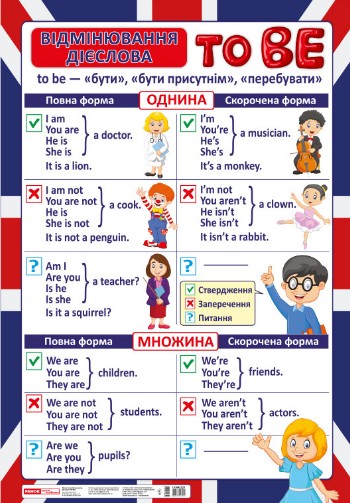 ВІДМІНЮВАННЯ
ДІЄСЛОВА
TO BE
to be — «бути», «бути присутнім», «перебувати»
Повна форма
ОДНИНА
Скорочена форма
I am
You are
He is
She is
a doctor.
It is a lion.
I'm
You're
He's
She's
a musician.
It's a monkey.
I am not
You are not
He is
She is not
a cook.
It is not a penguin.
I'm not
You aren't
He isn't
She isn't
a clown.
It isn't a rabbit.
Am I
Are you
Is he
Is she
a teacher?
Is it a squirrel?
Ствердження
Заперечення
Питання
Повна форма
МНОЖИНА
Скорочена форма
We are
You are
They are
children.
We're
You're
They're
friends.
We are not
You are not
They are not
students.
We aren't
You aren't
They aren't
actors.
Are we
Are you
Are they
pupils?